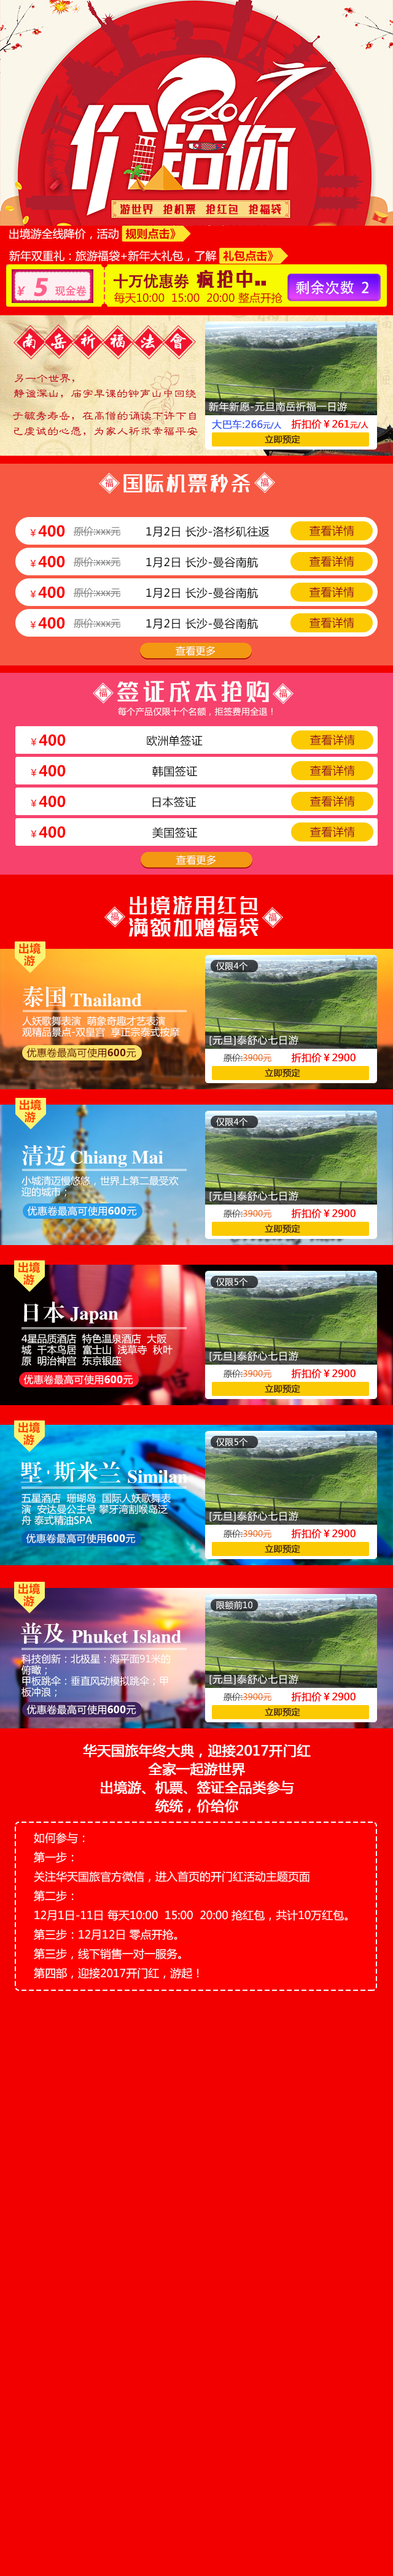 2017
价给你
游世界 抢机票 抢红包 抢福袋
出境游全线降价，活动 规则点击》
新年双重礼：旅游福袋+新年大礼包，了解 礼包点击》
¥ 5 现金卷
十万优惠劵 疯抢中..
每天10:00 15:00 20:00 整点开抢
剩余次数 2
南岳祈福法會
另一个世界，
静谧深山，庙宇早课的钟声山中回绕
于毓秀寿岳，在高僧的诵读下许下自
己虔诚的心愿，为家人祈求幸福平安
新年新愿-元旦南岳祈福一日游
大巴车:266元/人 折扣价￥261元/人
立即预定
福 国际机票秒杀 福
￥400 原价:xxx元 1月2日 长沙-洛杉矶往返 查看详情
￥400 原价:xxx元 1月2日 长沙-曼谷南航 查看详情
￥400 原价:xxx元 1月2日 长沙-曼谷南航 查看详情
￥400 原价:xxx元 1月2日 长沙-曼谷南航 查看详情
查看更多
福 签证成本抢购 福
每个产品仅限十个名额，拒签费用全退！
￥400 欧洲单签证 查看详情
￥400 韩国签证 查看详情
￥400 日本签证 查看详情
￥400 美国签证 查看详情
查看更多
福 出境游用红包 福
满额加赠福袋
出境
游
泰国 Thailand
人妖歌舞表演 萌象奇趣才艺表演
观精品景点-双皇宫 享正宗泰式按摩
优惠卷最高可使用600元
仅限4个
[元旦]泰舒心七日游
原价:3900元 折扣价￥2900
立即预定
出境
游
清迈 Chiang Mai
小城清迈慢悠悠，世界上第二最受欢
迎的城市；
优惠卷最高可使用600元
仅限4个
[元旦]泰舒心七日游
原价:3900元 折扣价￥2900
立即预定
出境
游
日本 Japan
4星品质酒店 特色温泉酒店 大阪
城 千本鸟居 富士山 浅草寺 秋叶
原 明治神宫 东京银座
优惠卷最高可使用600元
仅限5个
[元旦]泰舒心七日游
原价:3900元 折扣价￥2900
立即预定
出境
游
墅·斯米兰 Similan
五星酒店 珊瑚岛 国际人妖歌舞表
演 安达曼公主号 攀牙湾割喉岛泛
舟 泰式精油SPA
优惠卷最高可使用600元
仅限5个
[元旦]泰舒心七日游
原价:3900元 折扣价￥2900
立即预定
出境
游
普及 Phuket Island
科技创新：北极星：海平面91米的
俯瞰；
甲板跳伞：垂直风动模拟跳伞；甲
板冲浪；
优惠卷最高可使用600元
限额前10
[元旦]泰舒心七日游
原价:3900元 折扣价￥2900
立即预定
华天国旅年终大典，迎接2017开门红
全家一起游世界
出境游、机票、签证全品类参与
统统，价给你
如何参与：
第一步：
关注华天国旅官方微信，进入首页的开门红活动主题页面
第二步：
12月1日-11日 每天10:00 15:00 20:00 抢红包，共计10万红包。
第三步：12月12日 零点开抢。
第三步，线下销售一对一服务。
第四部，迎接2017开门红，游起！